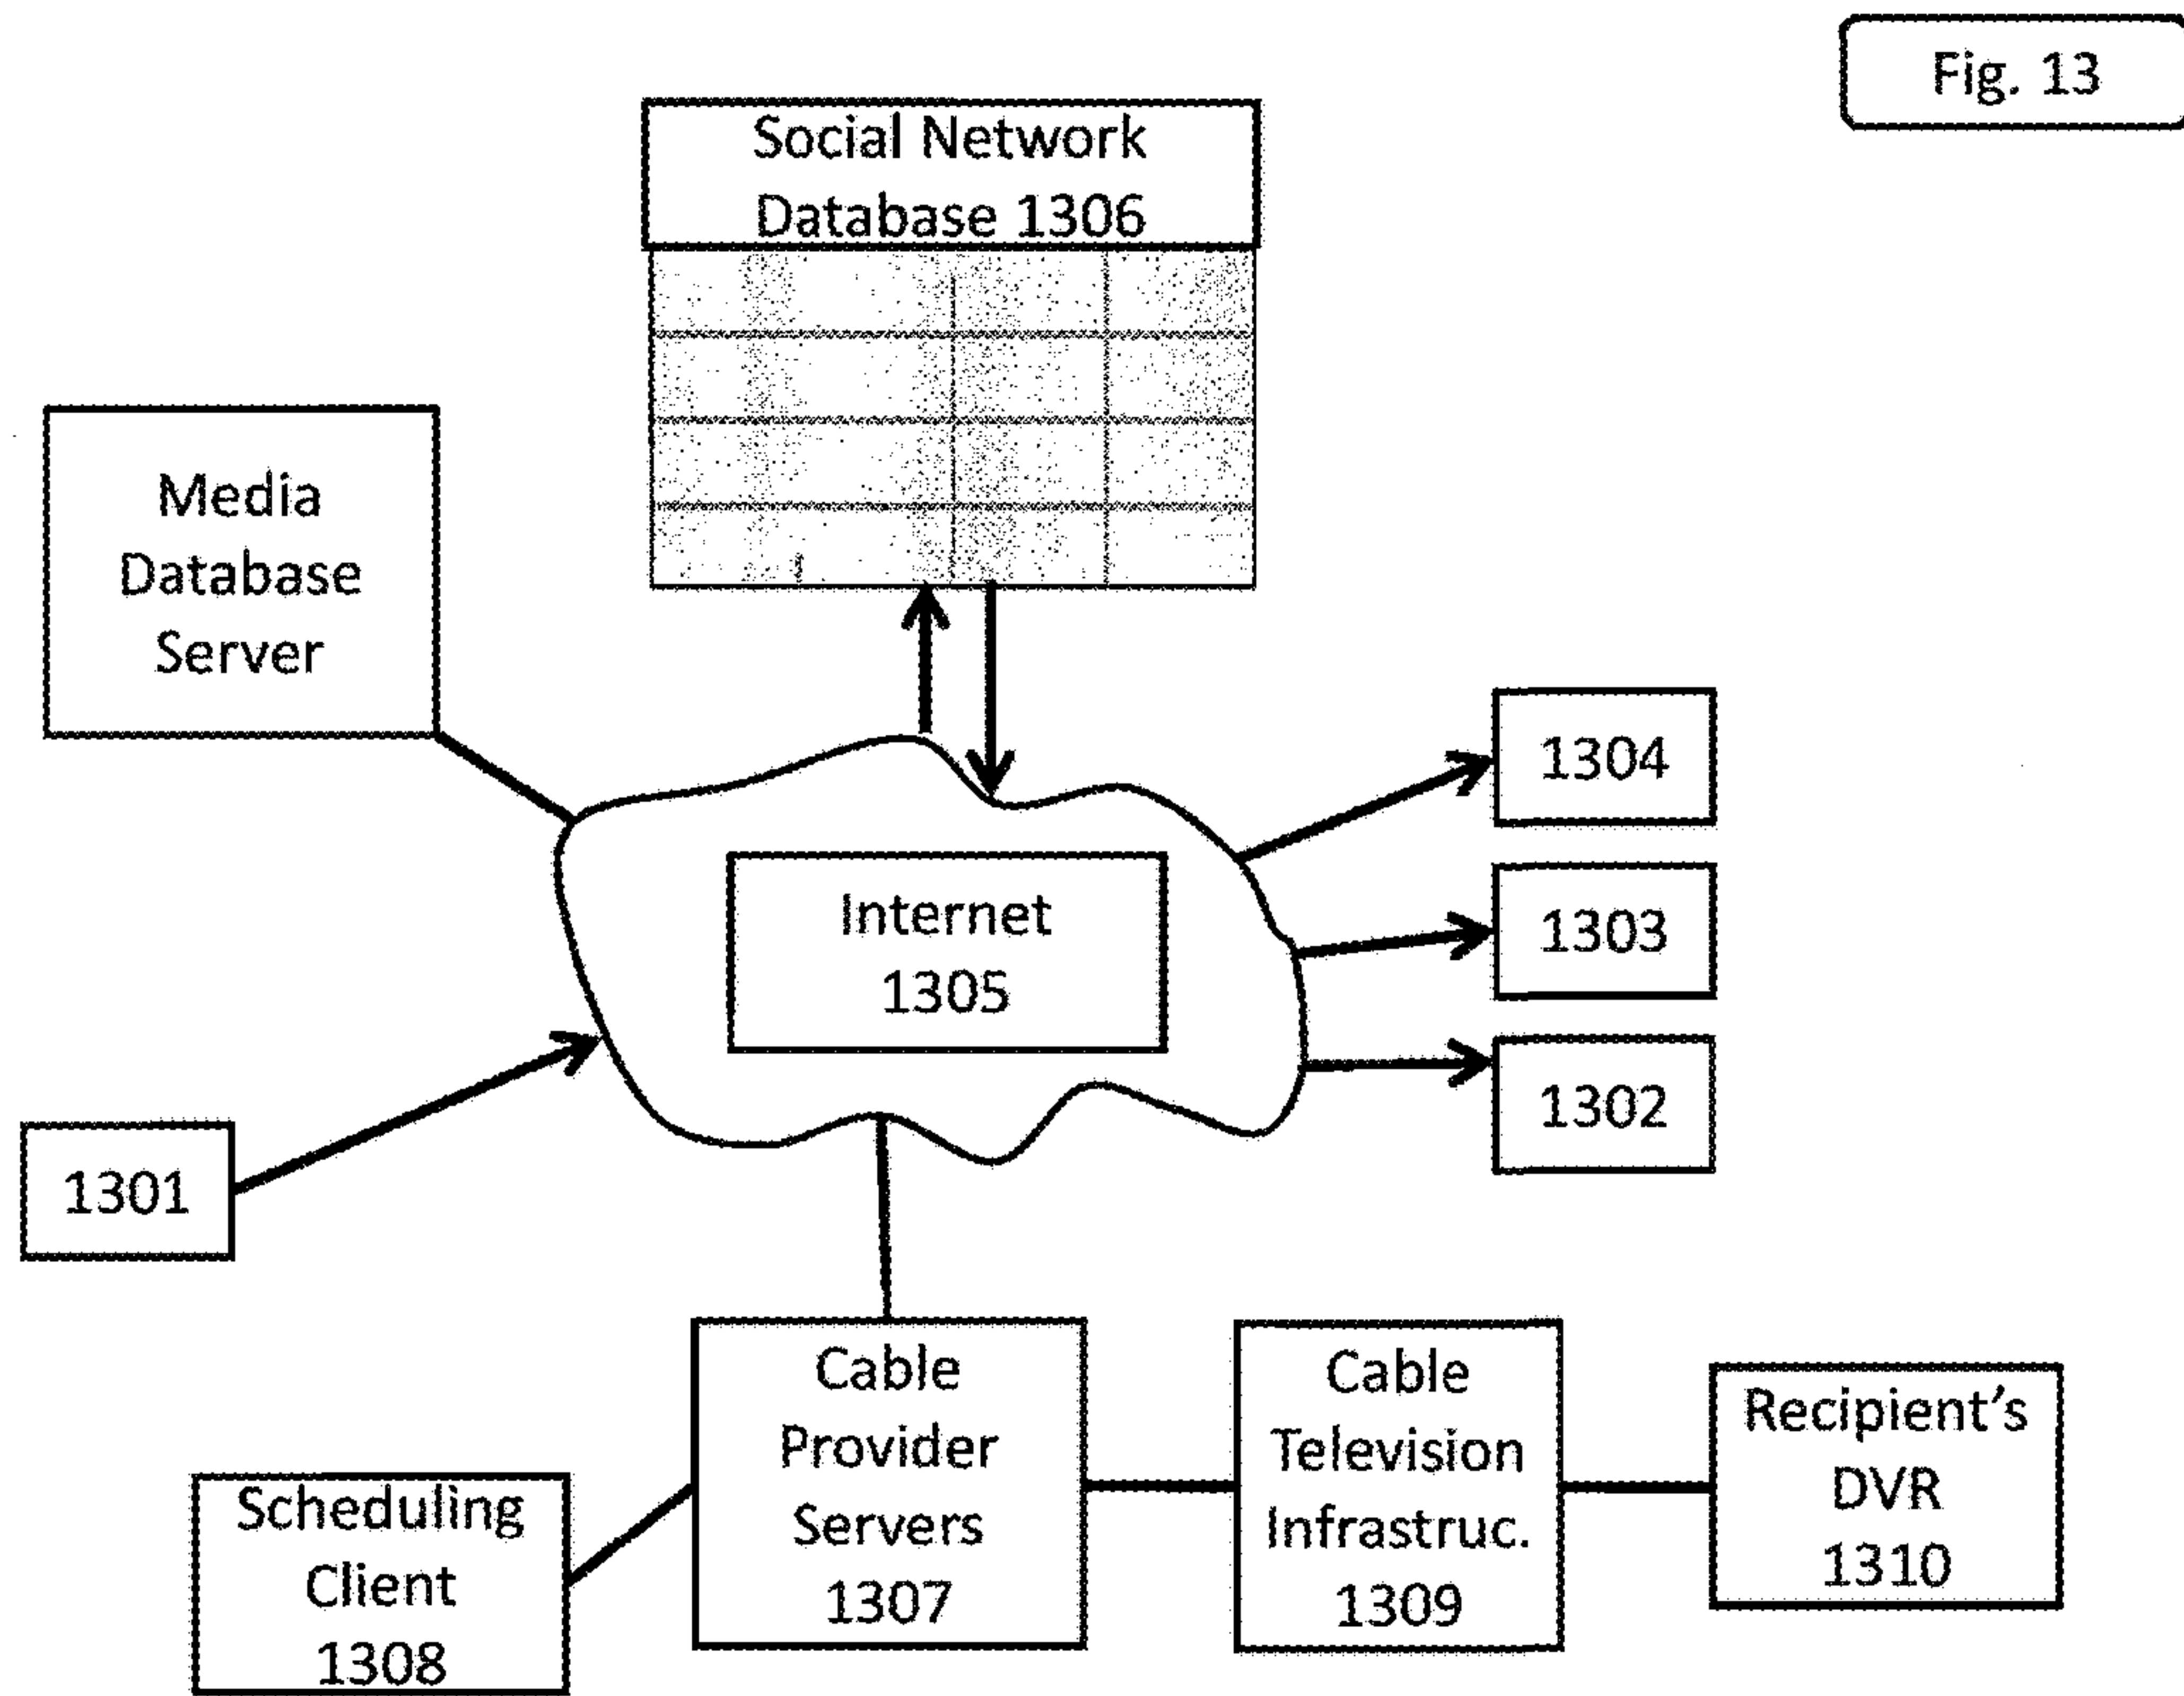 Fig. 13
Social Network
Database 1306
Media
Database
Server
1304
1303
1302
Internet
1305
1301
Cable
Provider
Servers
1307
Cable
Television
Infrastruc.
1309
Recipient's
DVR
1310
Scheduling
Client
1308